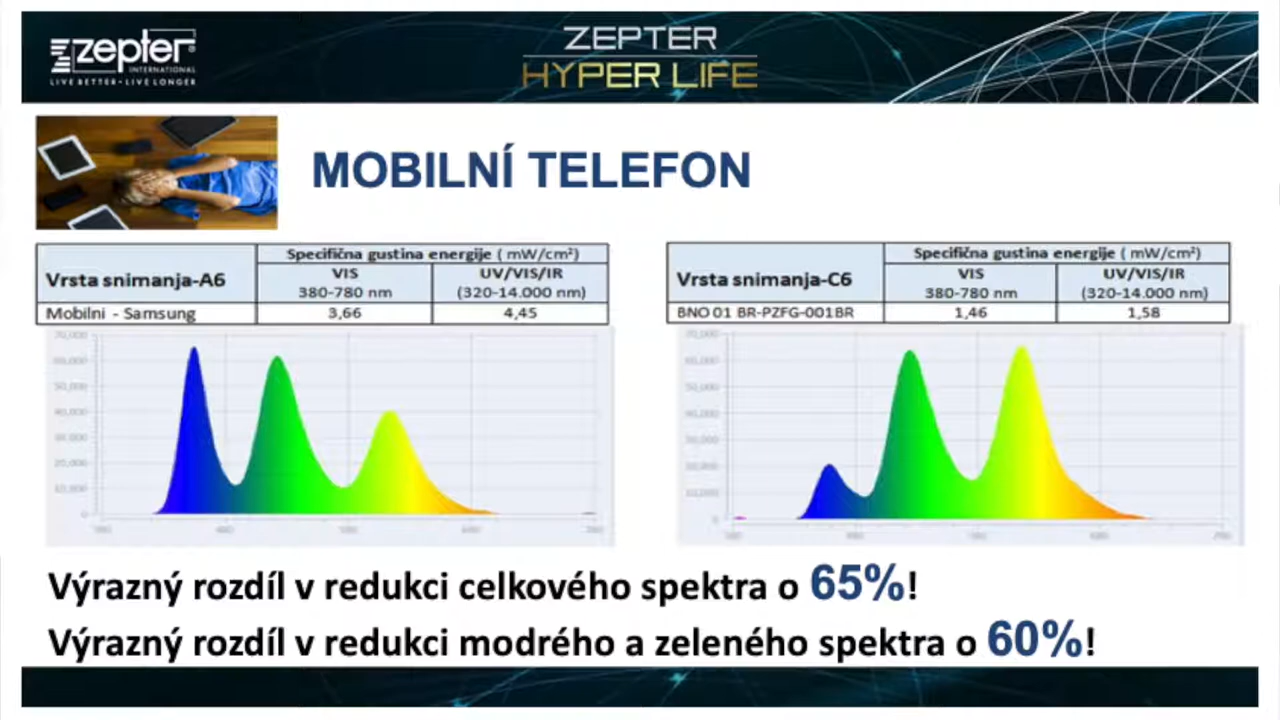 zepter®
INTERNATIONAL
LIVE BETTER • LIVE LONGER
ZEPTER
HYPER LIFE
MOBILNÍ TELEFON
Vrsta snimanja-A6
Specifična gustina energije ( mW/cm²)
VIS
380-780 nm
UV/VIS/IR
(320-14.000 nm)
Mobilni - Samsung
3,66
4,45
Vrsta snimanja-C6
Specifična gustina energije ( mW/cm²)
VIS
380-780 nm
UV/VIS/IR
(320-14.000 nm)
BNO 01 BR-PZFG-001BR
1,46
1,58
Výrazný rozdíl v redukci celkového spektra o 65%!
Výrazný rozdíl v redukci modrého a zeleného spektra o 60%!